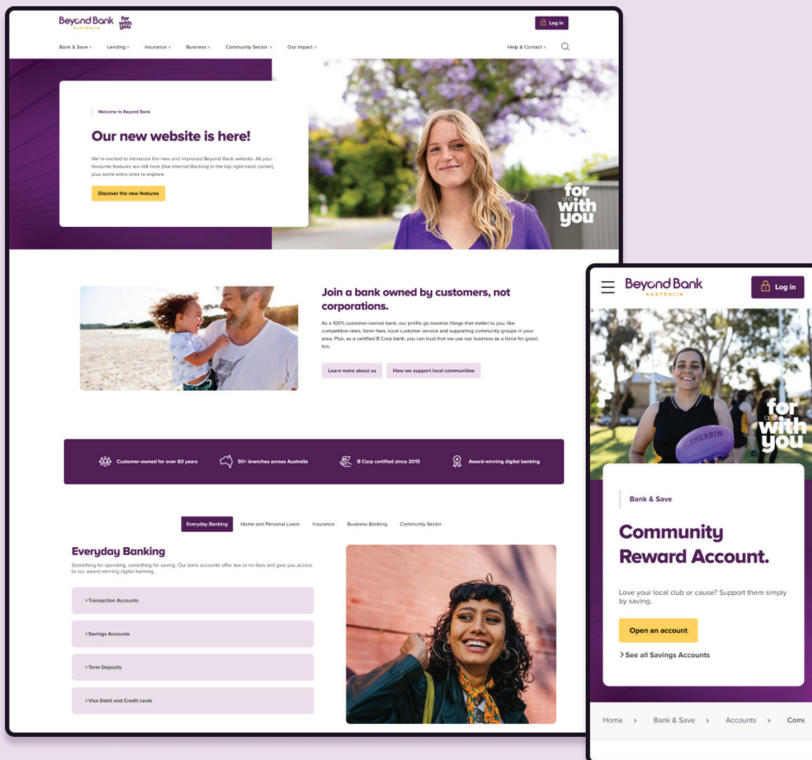 Beyond Bank
AUSTRALIA
for
and
with
you
Log in
Bank & Save
Lending
Insurance
Business
Community Sector
Our Impact
Help & Contact
Welcome to Beyond Bank
Our new website is here!
We're excited to introduce the new and improved Beyond Bank website. All your
favourite features are still here (like Internet Banking in the top right-hand corner),
plus some extra ones to explore.
Discover the new features
for
and
with
you
Join a bank owned by customers, not
corporations.
As a 100% customer-owned bank, our profits go towards things that matter to you, like
competitive rates, fairer fees, local customer service and supporting community groups in your
area. Plus, as a certified B Corp bank, you can trust that we use our business as a force for good,
too.
Learn more about us
How we support local communities
Customer-owned for over 60 years
50+ branches across Australia
B Corp certified since 2015
Award-winning digital banking
Everyday Banking
Home and Personal Loans
Insurance
Business Banking
Community Sector
Everyday Banking
Something for spending, something for saving. Our bank accounts offer low or no fees and give you access
to our award-winning digital banking.
> Transaction Accounts
> Savings Accounts
> Term Deposits
> Visa Debit and Credit cards
Beyond Bank
AUSTRALIA
Log in
SHERRIN
for
and
with
you
Bank & Save
Community
Reward Account.
Love your local club or cause? Support them simply
by saving.
Open an account
> See all Savings Accounts
Home > Bank & Save > Accounts > Com